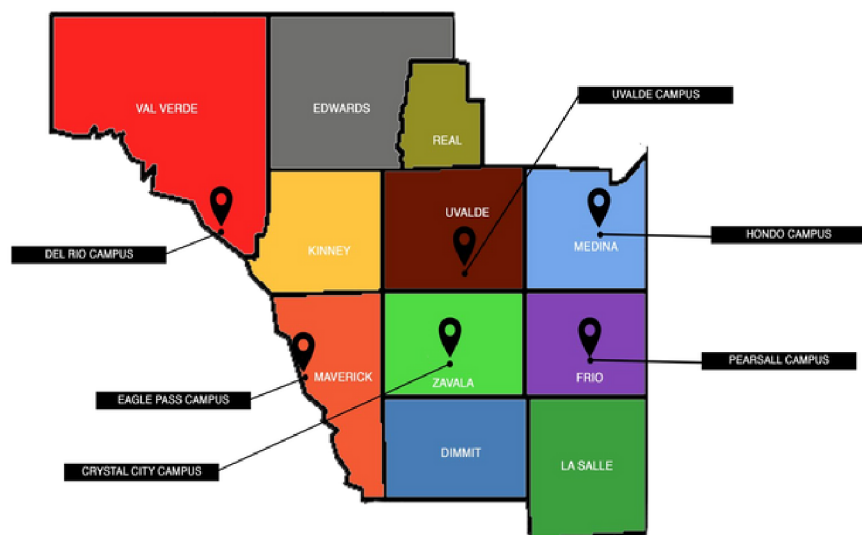 VAL VERDE
EDWARDS
UVALDE CAMPUS
REAL
UVALDE
HONDO CAMPUS
MEDINA
DEL RIO CAMPUS
KINNEY
PEARSALL CAMPUS
MAVERICK
ZAVALA
FRIO
EAGLE PASS CAMPUS
DIMMIT
LA SALLE
CRYSTAL CITY CAMPUS